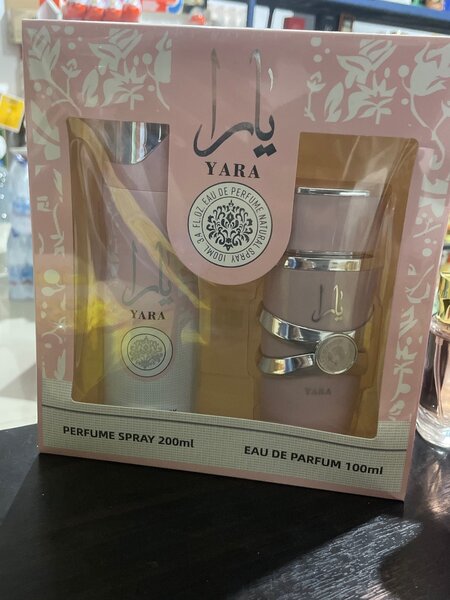 يارا
YARA
EAU DE PERFUME NATURAL SPRAY 100ML 3.4 FL.OZ
يارا
YARA
يارا
YARA
PERFUME SPRAY 200ml
EAU DE PARFUM 100ml